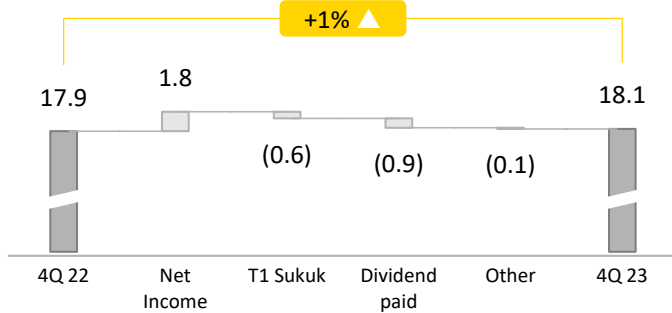 +1%
1.8
17.9
18.1
(0.6)
(0.9)
(0.1)
4Q 22
Net
Income
T1 Sukuk
Dividend
paid
Other
4Q 23